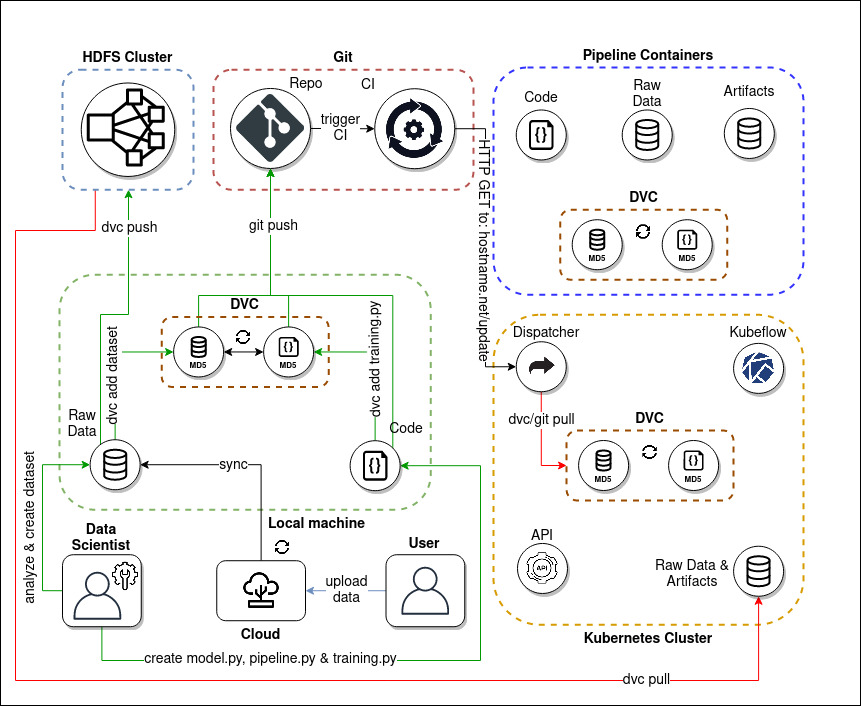 HDFS Cluster
Git
Pipeline Containers
Repo
CI
trigger
CI
Code
Raw
Data
Artifacts
HTTP GET to: hostname.net/update
DVC
MD5
MD5
dvc push
git push
DVC
MD5
MD5
dvc add dataset
dvc add training.py
Raw
Data
Code
sync
Local machine
analyze & create dataset
Data
Scientist
Cloud
upload
data
User
create model.py, pipeline.py & training.py
Dispatcher
Kubeflow
dvc/git pull
DVC
MD5
MD5
API
API
Raw Data &
Artifacts
Kubernetes Cluster
dvc pull